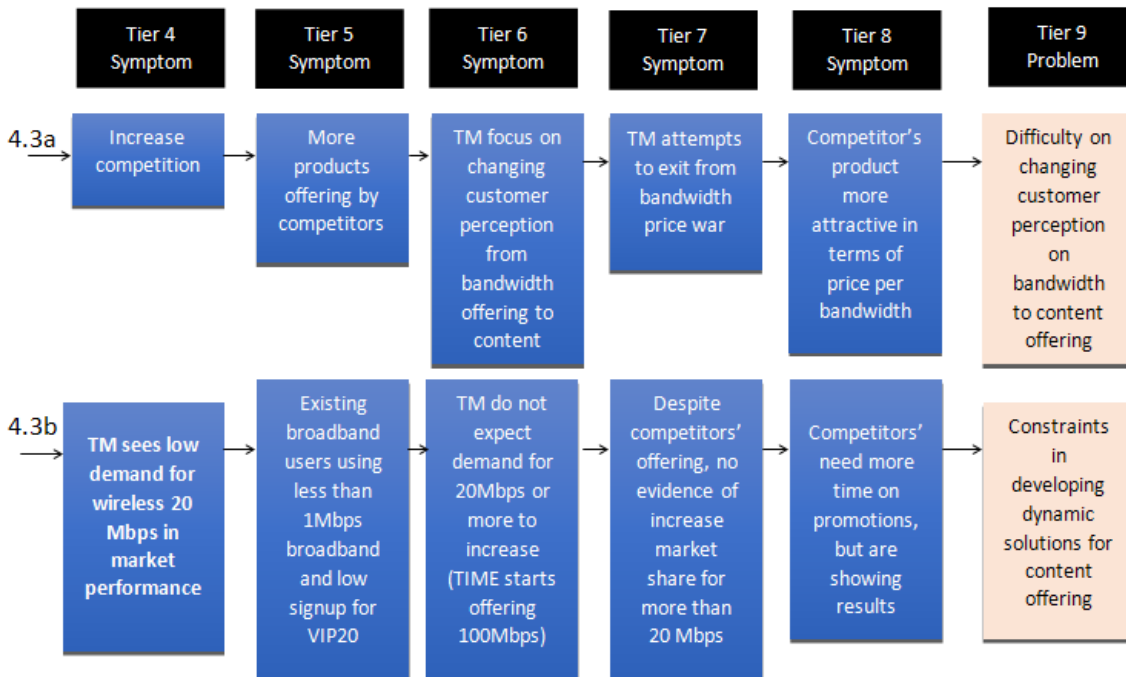 Tier 4
Symptom
Tier 5
Symptom
Tier 6
Symptom
Tier 7
Symptom
Tier 8
Symptom
Tier 9
Problem
4.3a
Increase
competition
More
products
offering by
competitors
TM focus on
changing
customer
perception
from
bandwidth
offering to
content
TM attempts
to exit from
bandwidth
price war
Competitor's
product
more
attractive in
terms of
price per
bandwidth
Difficulty on
changing
customer
perception
on
bandwidth
to content
offering
4.3b
TM sees low
demand for
wireless 20
Mbps in
market
performance
Existing
broadband
users using
less than
1Mbps
broadband
and low
signup for
VIP20
TM do not
expect
demand for
20Mbps or
more to
increase
(TIME starts
offering
100Mbps)
Despite
competitors'
offering, no
evidence of
increase
market
share for
more than
20 Mbps
Competitors'
need more
time on
promotions,
but are
showing
results
Constraints
in
developing
dynamic
solutions for
content
offering